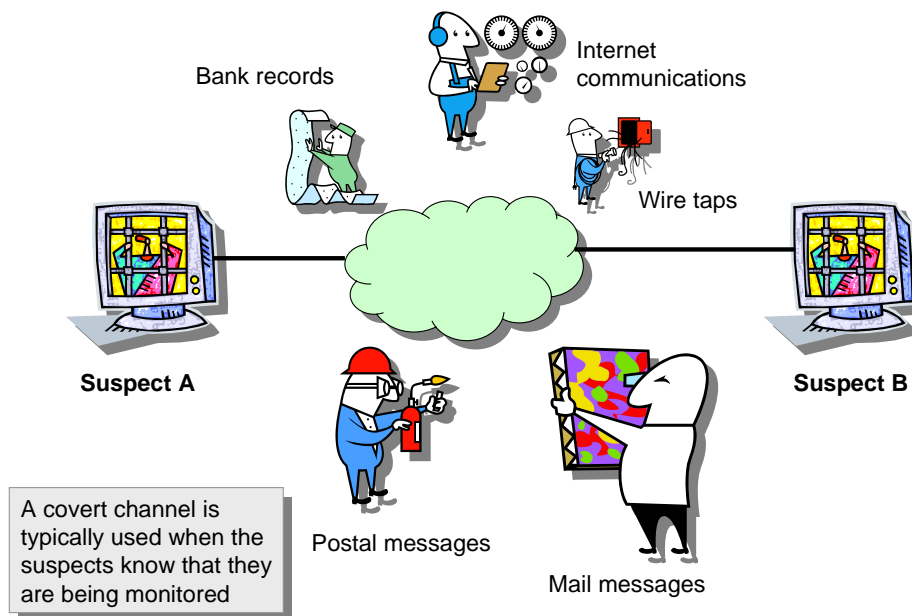 Internet
communications
Bank records
Wire taps
Suspect A
Suspect B
Postal messages
Mail messages
A covert channel is
typically used when the
suspects know that they
are being monitored